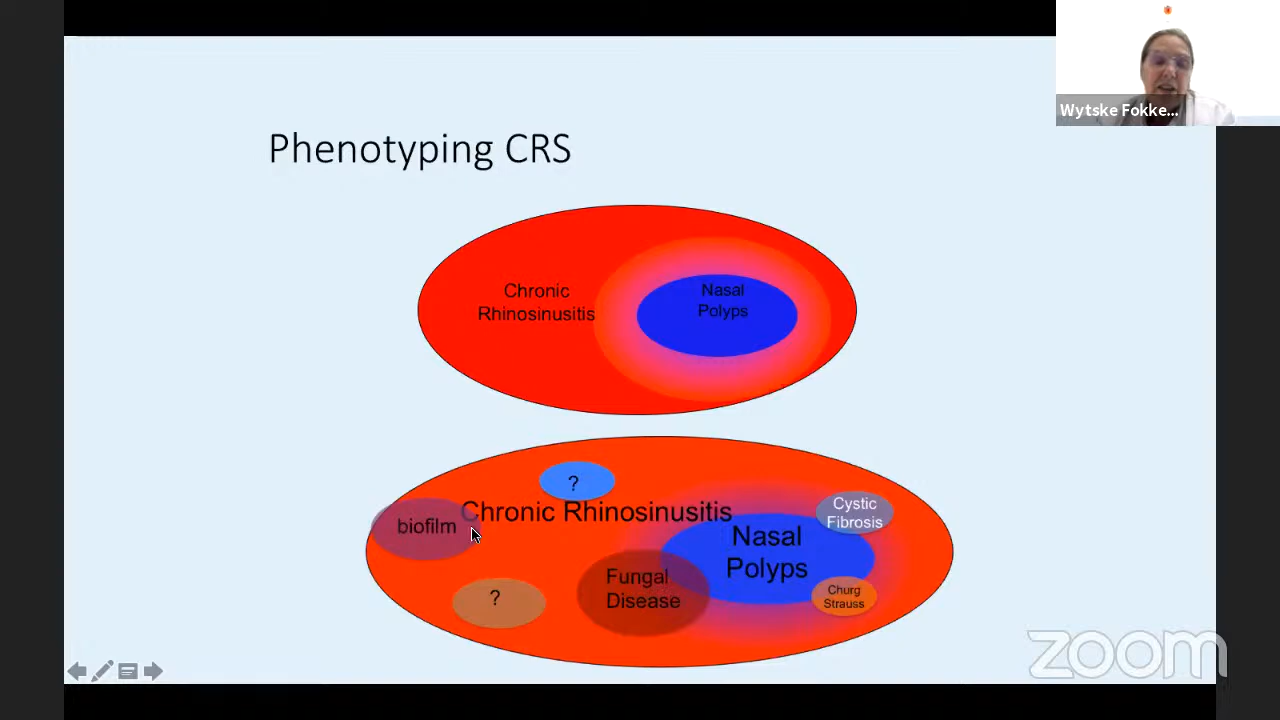 Wytske Fokke...
Phenotyping CRS
Chronic
Rhinosinusitis
Nasal
Polyps
?
Chronic Rhinosinusitis
biofilm
Cystic
Fibrosis
Nasal
Polyps
Fungal
Disease
?
Churg
Strauss
zoom